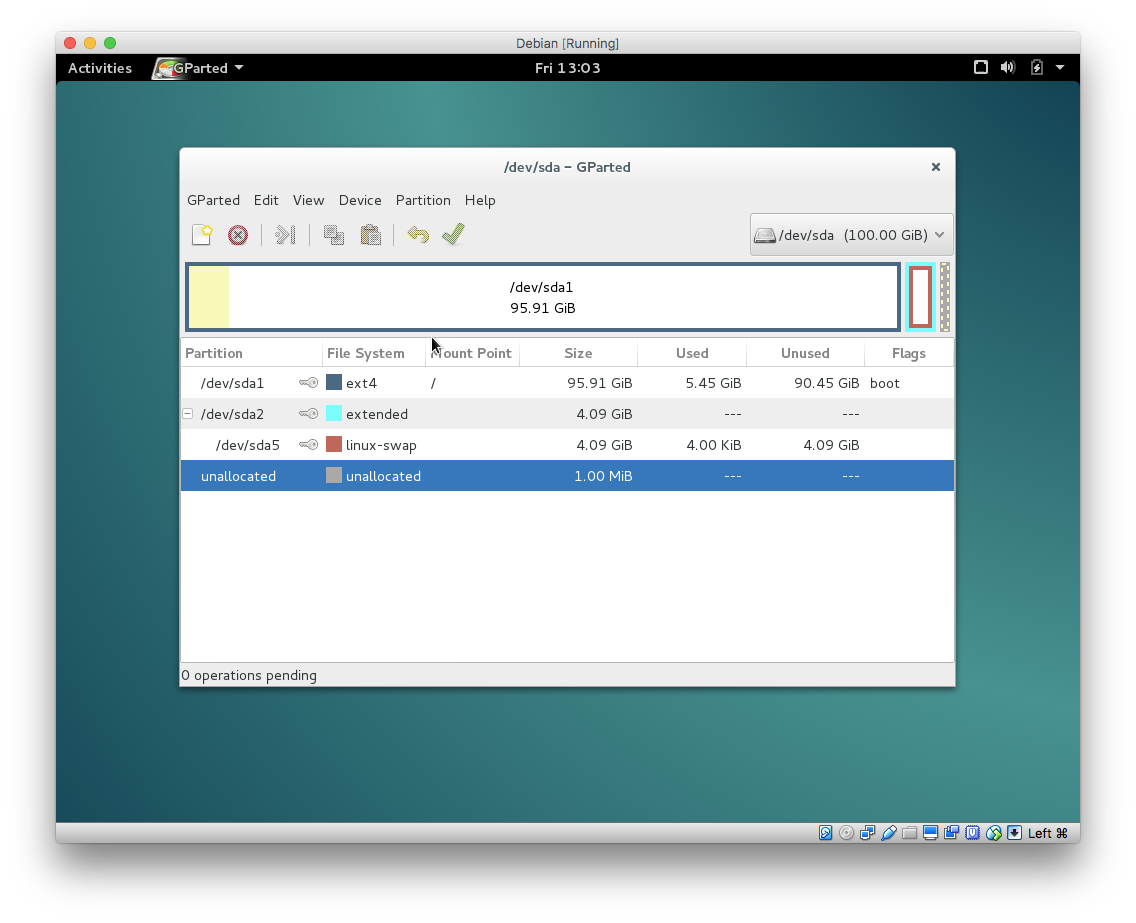 Debian [Running]
Activities GParted Fri 13:03
/dev/sda – GParted
GParted Edit View Device Partition Help
/dev/sda (100.00 GiB)
/dev/sda1
95.91 GiB
Partition File System Mount Point Size Used Unused Flags
/dev/sda1 ext4 / 95.91 GiB 5.45 GiB 90.45 GiB boot
/dev/sda2 extended 4.09 GiB --- ---
/dev/sda5 linux-swap 4.09 GiB 4.00 KiB 4.09 GiB
unallocated unallocated 1.00 MiB --- ---
0 operations pending
Left ⌘